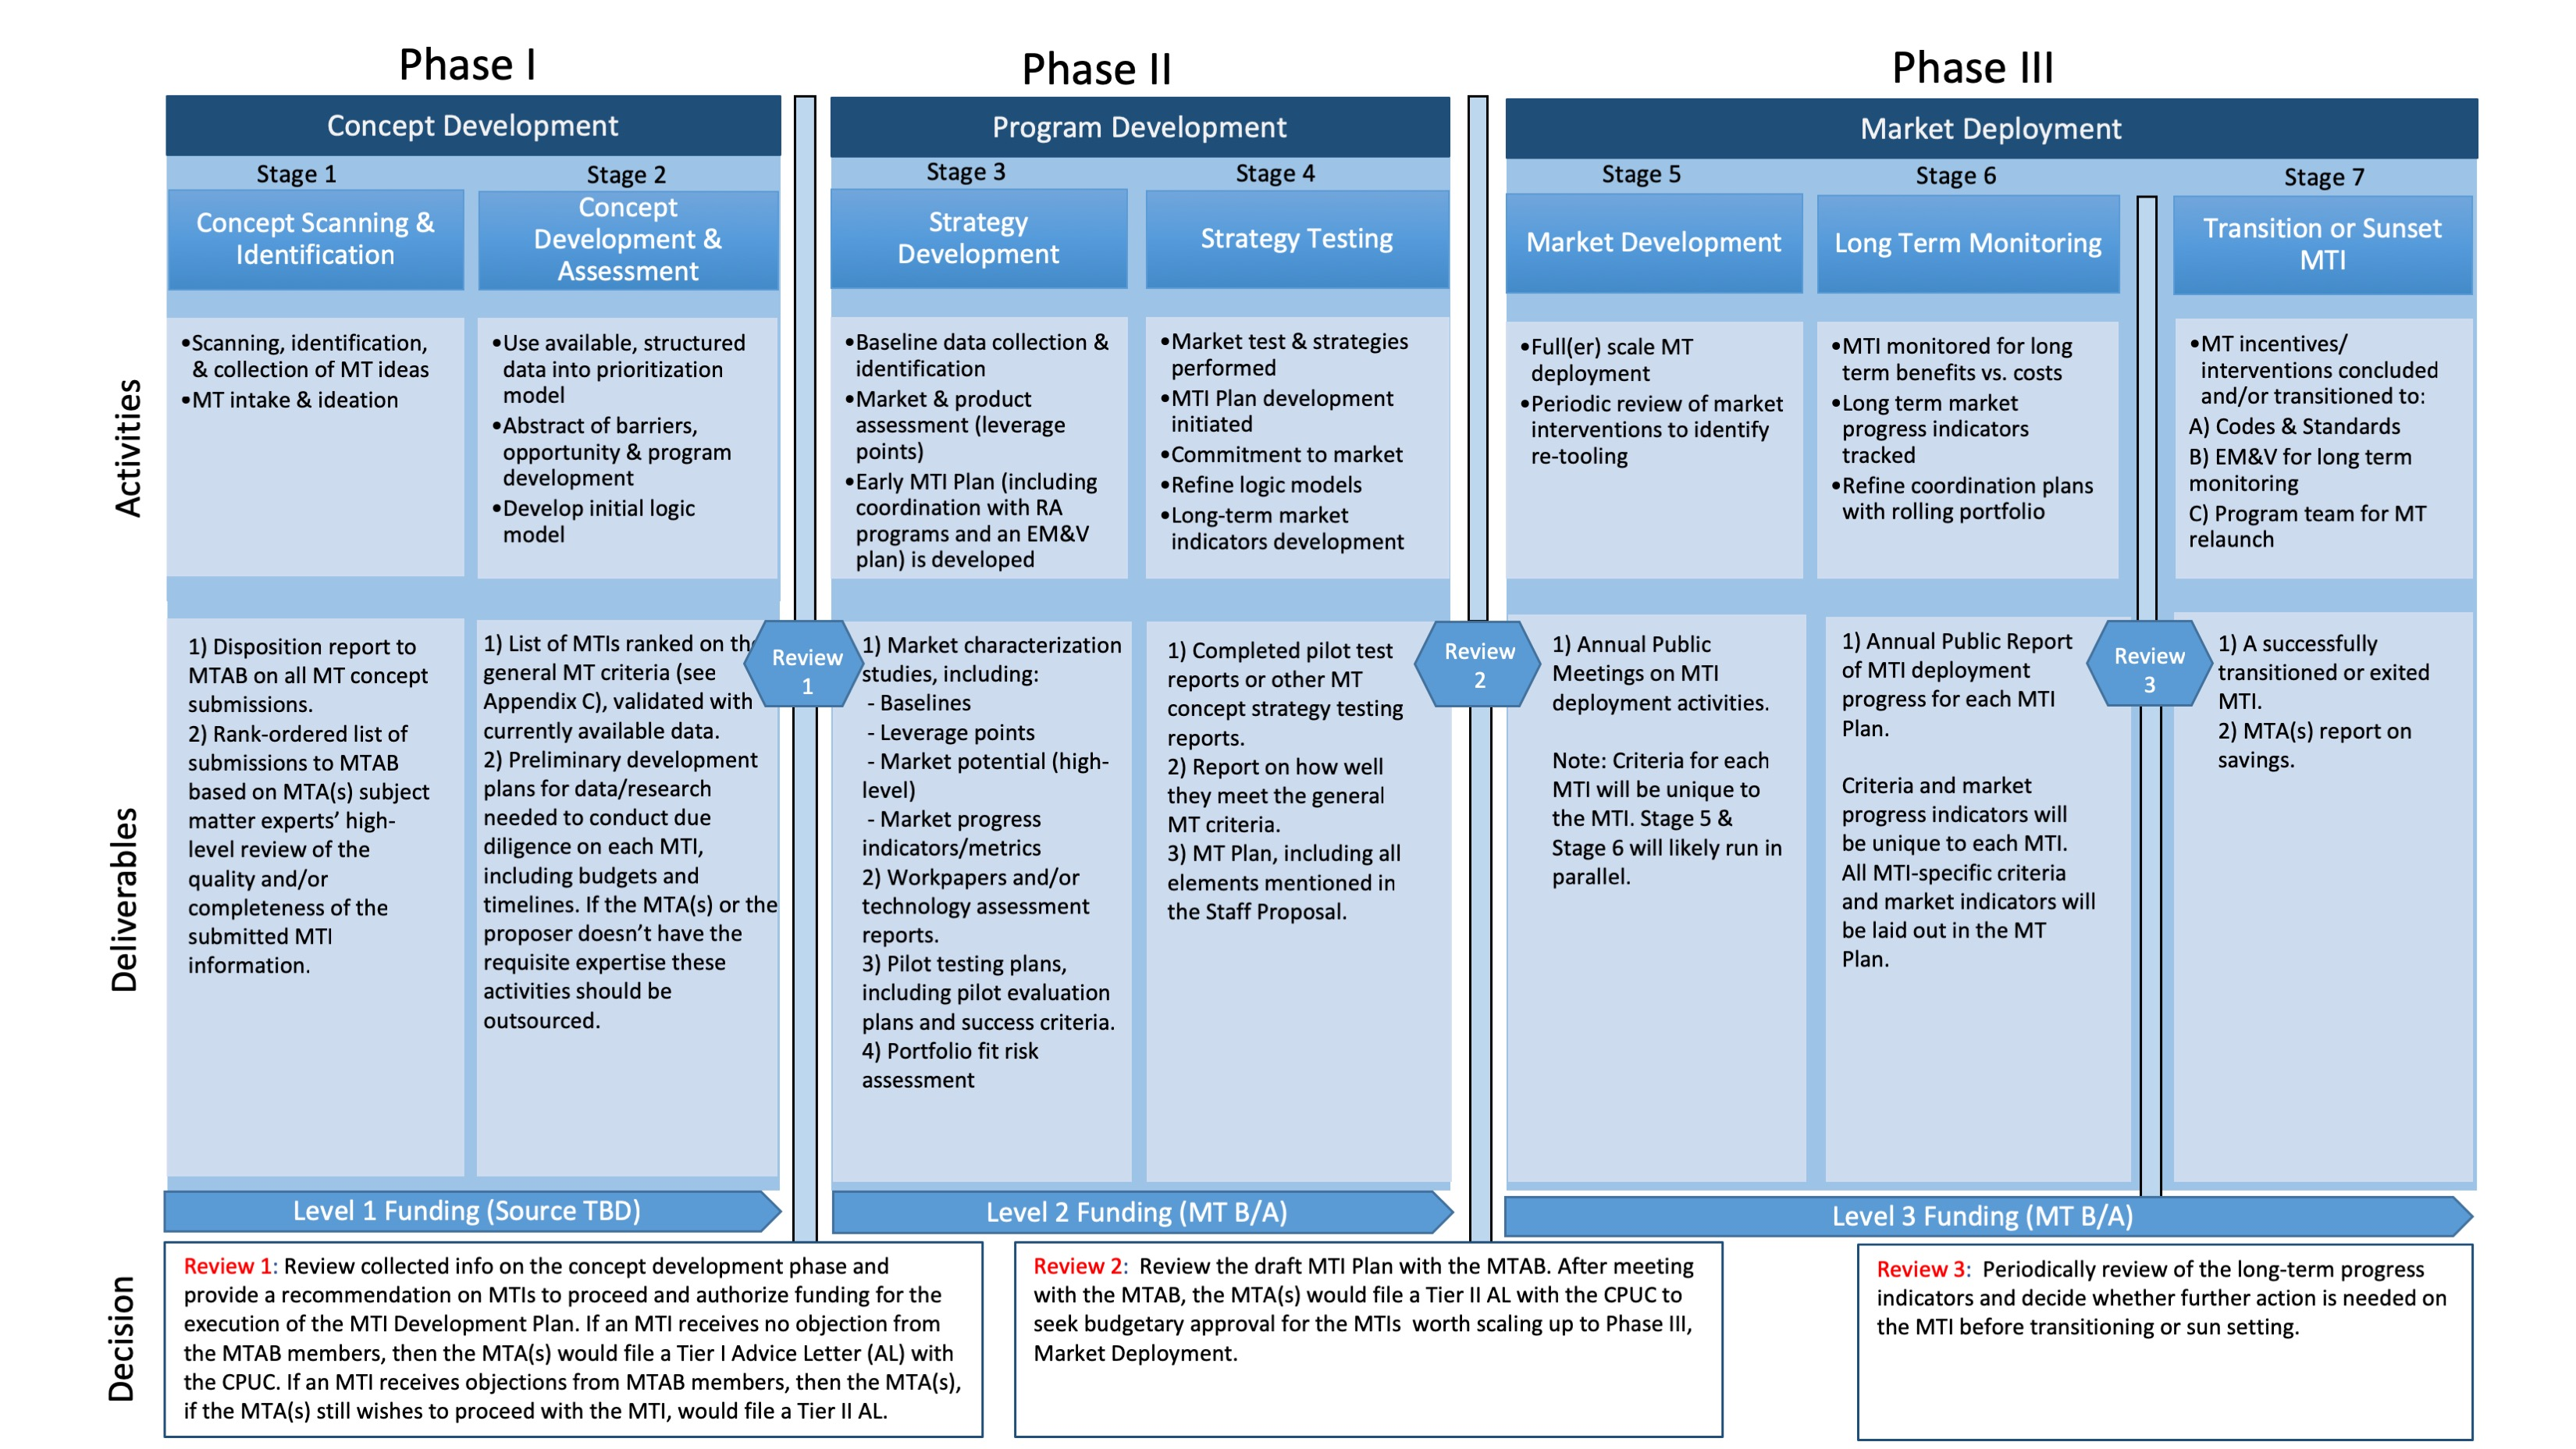 Phase I
Phase II
Phase III
Concept Development
Program Development
Market Deployment
Stage 1
Stage 2
Stage 3
Stage 4
Stage 5
Stage 6
Stage 7
Concept Scanning &
Identification
Concept
Development &
Assessment
Strategy
Development
Strategy Testing
Market Development
Long Term Monitoring
Transition or Sunset
MTI
Activities
•Scanning, identification,
& collection of MT ideas
•MT intake & ideation
•Use available, structured
data into prioritization
model
•Abstract of barriers,
opportunity & program
development
•Develop initial logic
model
•Baseline data collection &
identification
•Market & product
assessment (leverage
points)
•Early MTI Plan (including
coordination with RA
programs and an EM&V
plan) is developed
•Market test & strategies
performed
•MTI Plan development
initiated
•Commitment to market
•Refine logic models
•Long-term market
indicators development
•Full(er) scale MT
deployment
•Periodic review of market
interventions to identify
re-tooling
•MTI monitored for long
term benefits vs. costs
•Long term market
progress indicators
tracked
•Refine coordination plans
with rolling portfolio
•MT incentives/
interventions concluded
and/or transitioned to:
A) Codes & Standards
B) EM&V for long term
monitoring
C) Program team for MT
relaunch
Deliverables
1) Disposition report to
MTAB on all MT concept
submissions.
2) Rank-ordered list of
submissions to MTAB
based on MTA(s) subject
matter experts’ high-
level review of the
quality and/or
completeness of the
submitted MTI
information.
1) List of MTIs ranked on the
general MT criteria (see
Appendix C), validated with
currently available data.
2) Preliminary development
plans for data/research
needed to conduct due
diligence on each MTI,
including budgets and
timelines. If the MTA(s) or the
proposer doesn’t have the
requisite expertise these
activities should be
outsourced.
Review
1
1) Market characterization
studies, including:
- Baselines
- Leverage points
- Market potential (high-
level)
- Market progress
indicators/metrics
2) Workpapers and/or
technology assessment
reports.
3) Pilot testing plans,
including pilot evaluation
plans and success criteria.
4) Portfolio fit risk
assessment
1) Completed pilot test
reports or other MT
concept strategy testing
reports.
2) Report on how well
they meet the general
MT criteria.
3) MT Plan, including all
elements mentioned in
the Staff Proposal.
Review
2
1) Annual Public
Meetings on MTI
deployment activities.
Note: Criteria for each
MTI will be unique to
the MTI. Stage 5 &
Stage 6 will likely run in
parallel.
1) Annual Public Report
of MTI deployment
progress for each MTI
Plan.
Criteria and market
progress indicators will
be unique to each MTI.
All MTI-specific criteria
and market indicators will
be laid out in the MT
Plan.
Review
3
1) A successfully
transitioned or exited
MTI.
2) MTA(s) report on
savings.
Level 1 Funding (Source TBD)
Level 2 Funding (MT B/A)
Level 3 Funding (MT B/A)
Decision
Review 1: Review collected info on the concept development phase and
provide a recommendation on MTIs to proceed and authorize funding for the
execution of the MTI Development Plan. If an MTI receives no objection from
the MTAB members, then the MTA(s) would file a Tier I Advice Letter (AL) with
the CPUC. If an MTI receives objections from MTAB members, then the MTA(s),
if the MTA(s) still wishes to proceed with the MTI, would file a Tier II AL.
Review 2: Review the draft MTI Plan with the MTAB. After meeting
with the MTAB, the MTA(s) would file a Tier II AL with the CPUC to
seek budgetary approval for the MTIs worth scaling up to Phase III,
Market Deployment.
Review 3: Periodically review of the long-term progress
indicators and decide whether further action is needed on
the MTI before transitioning or sun setting.